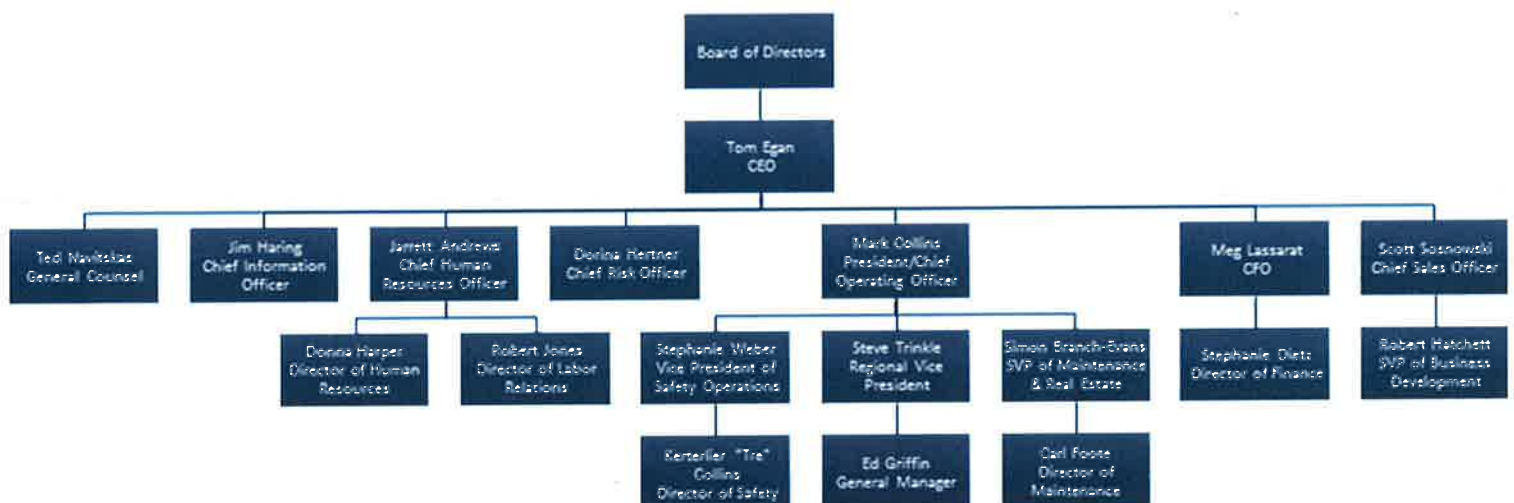 Board of Directors
Tom Egan
CEO
Ted Navitskas
General Counsel
Jim Haring
Chief Information
Officer
Jarrett Andrews
Chief Human
Resources Officer
Dorina Hertner
Chief Risk Officer
Mark Collins
President/Chief
Operating Officer
Meg Lassarat
CFO
Scott Sosnowski
Chief Sales Officer
Donna Harper
Director of Human
Resources
Robert Jones
Director of Labor
Relations
Stephanie Weber
Vice President of
Safety Operations
Steve Trinkle
Regional Vice
President
Simon Branch-Evans
SVP of Maintenance
& Real Estate
Stephanie Dietz
Director of Finance
Robert Hatchett
SVP of Business
Development
"Tre"
Collins
Director of Safety
Ed Griffin
General Manager
Carl Foote
Director of
Maintenance